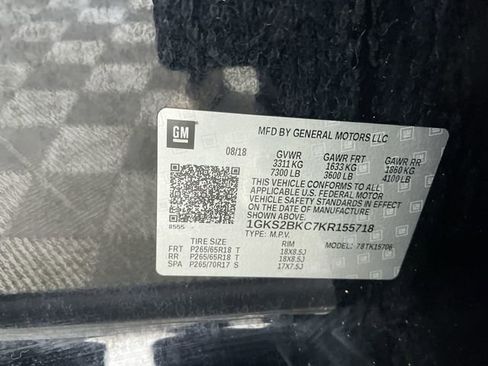 GM
08/18
MFD BY GENERAL MOTORS LLC
GVWR GAWR FRT GAWR RR
3311 KG 1633 KG 1860 KG
7300 LB 3600 LB 4100 LB
THIS VEHICLE CONFORMS TO ALL
APPLICABLE U.S. FEDERAL MOTOR
VEHICLE SAFETY STANDARDS IN EFFECT
ON THE DATE OF MANUFACTURE SHOWN ABOVE.
1GKS2BKC7KR155718
TYPE: M.P.V. MODEL: 78TK15706
8555
TIRE SIZE RIM
FRT P265/65R18 T 18X8.5J
RR P265/65R18 T 18X8.5J
SPA P265/70R17 S 17X7.5J